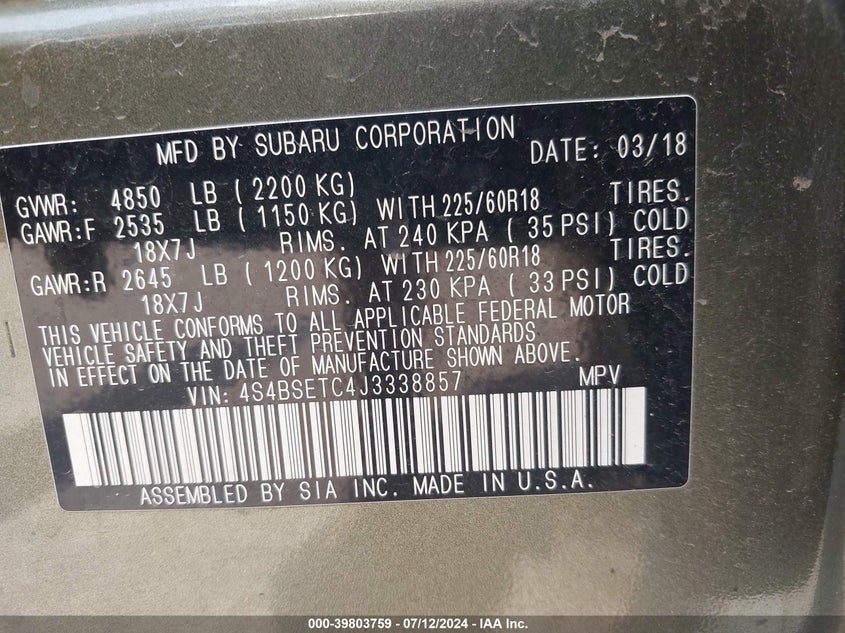 MFD BY SUBARU CORPORATION DATE: 03/18
GVWR: 4850 LB (2200 KG)
GAWR:F 2535 LB (1150 KG) WITH 225/60R18 TIRES.
18X7J RIMS. AT 240 KPA (35 PSI) COLD
GAWR:R 2645 LB (1200 KG) WITH 225/60R18 TIRES.
18X7J RIMS. AT 230 KPA (33 PSI) COLD
THIS VEHICLE CONFORMS TO ALL APPLICABLE FEDERAL MOTOR
VEHICLE SAFETY AND THEFT PREVENTION STANDARDS
IN EFFECT ON THE DATE OF MANUFACTURE SHOWN ABOVE.
VIN: 4S4BSETC4J3338857 MPV
ASSEMBLED BY SIA INC. MADE IN U.S.A.
000-39803759 - 07/12/2024 - IAA Inc.